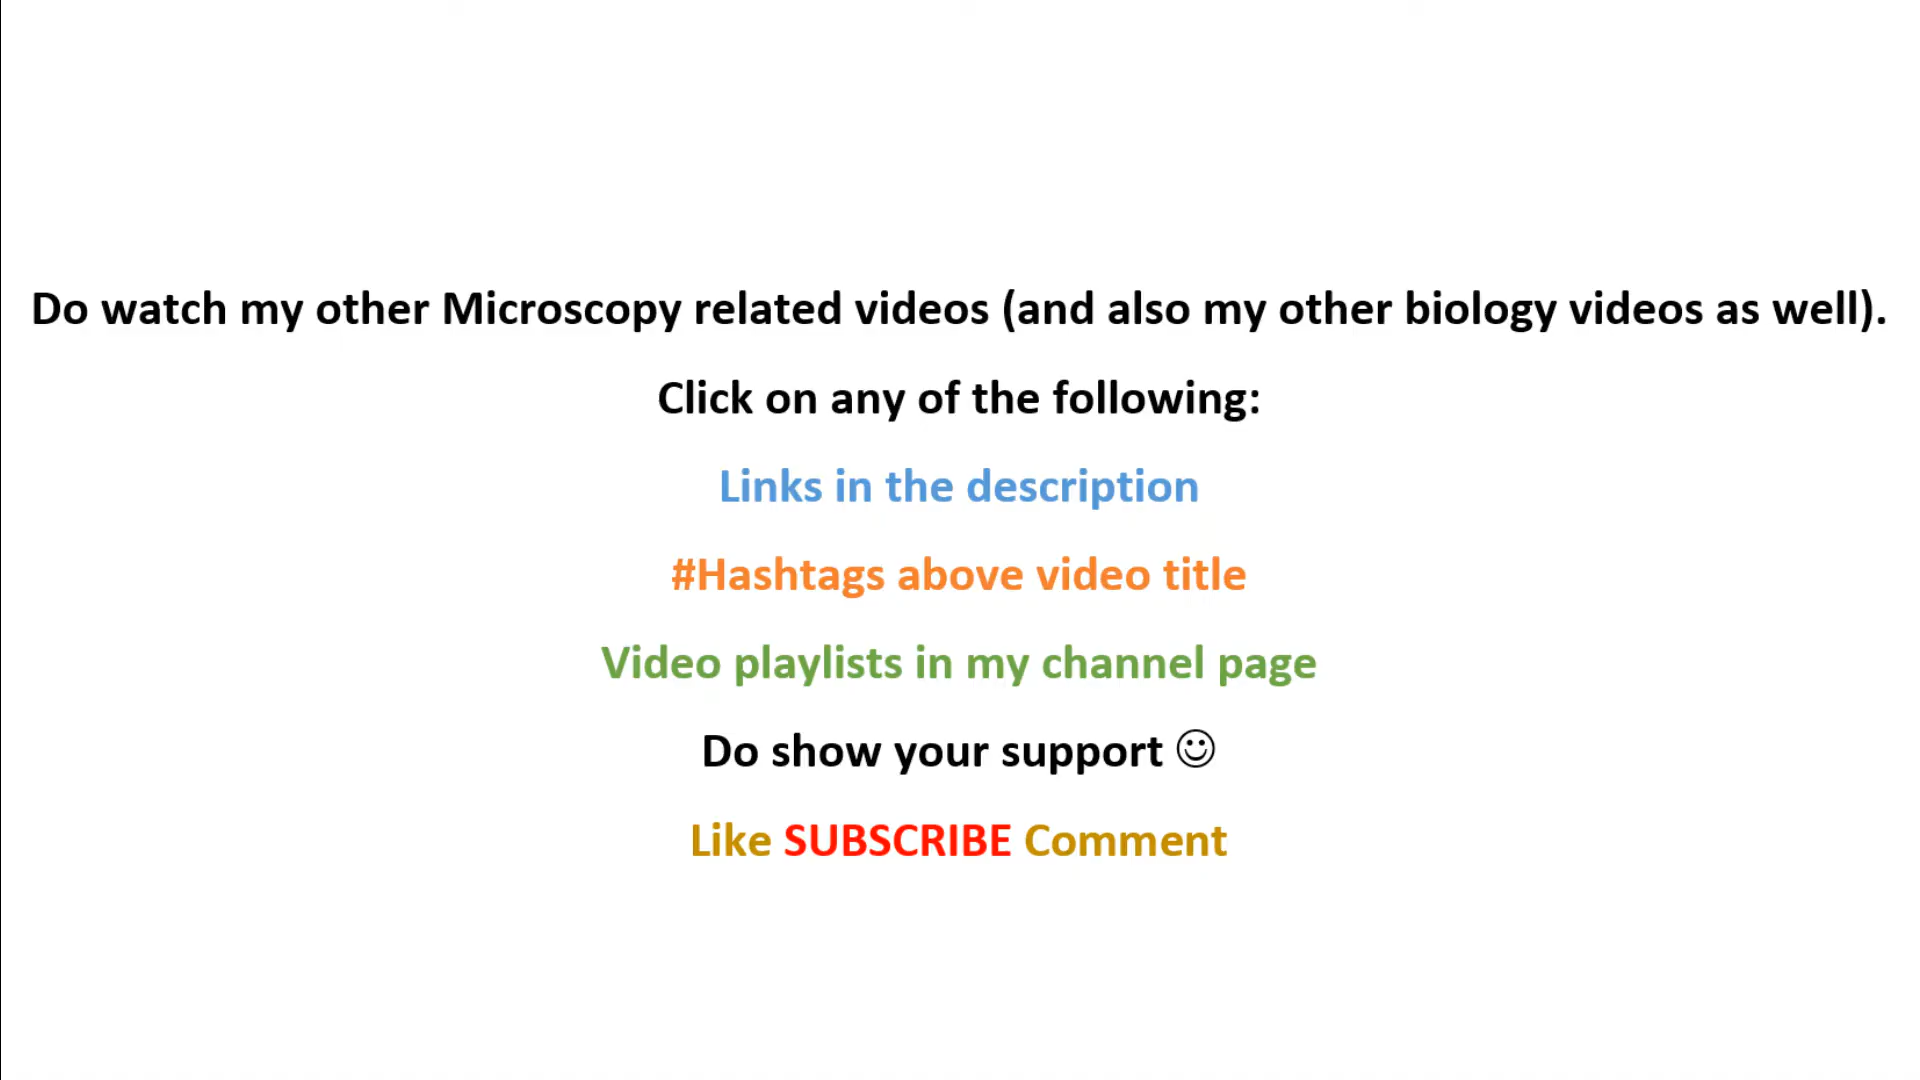 Do watch my other Microscopy related videos (and also my other biology videos as well).
Click on any of the following:
Links in the description
#Hashtags above video title
Video playlists in my channel page
Do show your support ☺
Like SUBSCRIBE Comment